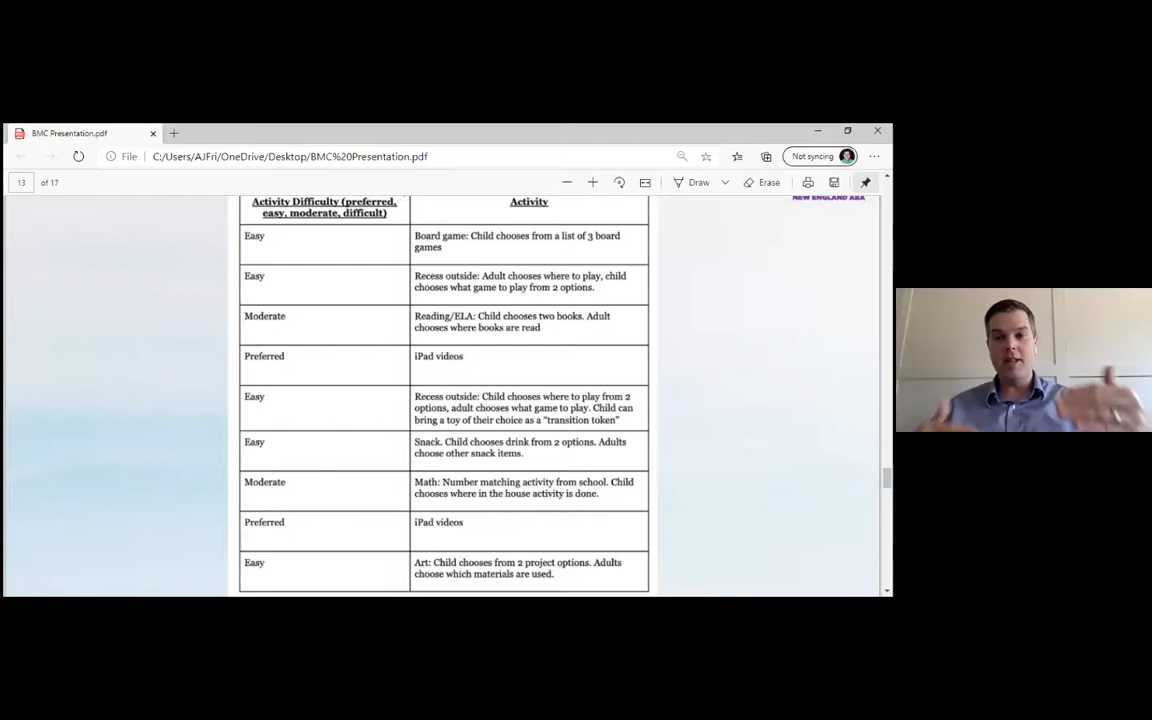 BMC Presentation.pdf
File
C:/Users/AJFri/OneDrive/Desktop/BMC%20Presentation.pdf
Not syncing
13 of 17
Draw
Erase
NEW ENGLAND ABA
Activity Difficulty (preferred,
easy, moderate, difficult)
Activity
Easy
Board game: Child chooses from a list of 3 board
games
Easy
Recess outside: Adult chooses where to play, child
chooses what game to play from 2 options.
Moderate
Reading/ELA: Child chooses two books. Adult
chooses where books are read
Preferred
iPad videos
Easy
Recess outside: Child chooses where to play from 2
options, adult chooses what game to play. Child can
bring a toy of their choice as a “transition token”
Easy
Snack. Child chooses drink from 2 options. Adults
choose other snack items.
Moderate
Math: Number matching activity from school. Child
chooses where in the house activity is done.
Preferred
iPad videos
Easy
Art: Child chooses from 2 project options. Adults
choose which materials are used.